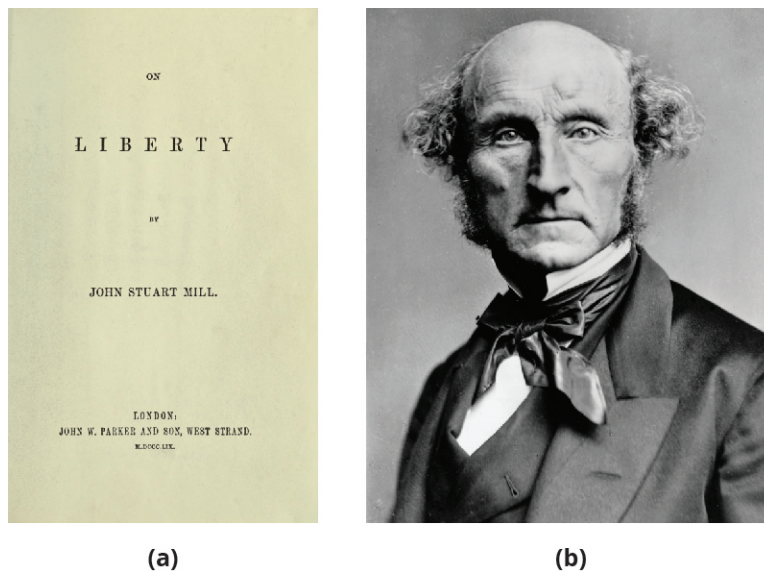 ON
LIBERTY
BY
JOHN STUART MILL.
LONDON:
JOHN W. PARKER AND SON, WEST STRAND.
M.DCCC.LIX.
(a)
(b)